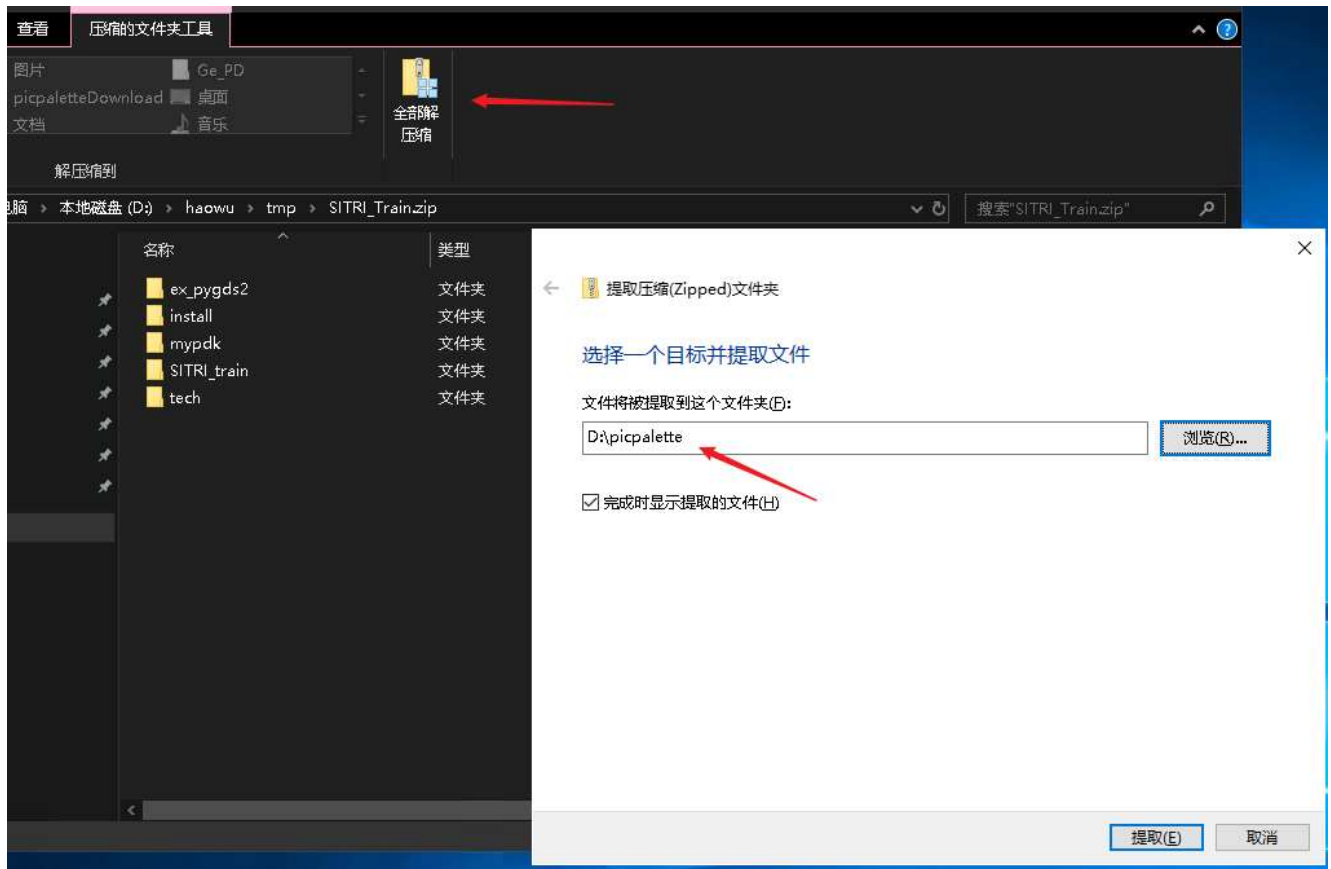 查看
压缩的文件夹工具
图片
Ge_PD
picpaletteDownload
桌面
文档
音乐
全部解
压缩
解压缩到
电脑 › 本地磁盘 (D:) › haowu › tmp › SITRI_Train.zip
搜索"SITRI_Train.zip"
名称
类型
ex_pygds2
文件夹
install
文件夹
mypdk
文件夹
SITRI_train
文件夹
tech
文件夹
提取压缩(Zipped)文件夹
选择一个目标并提取文件
文件将被提取到这个文件夹(F):
D:\picpalette
浏览(R)...
完成时显示提取的文件(H)
提取(E)
取消